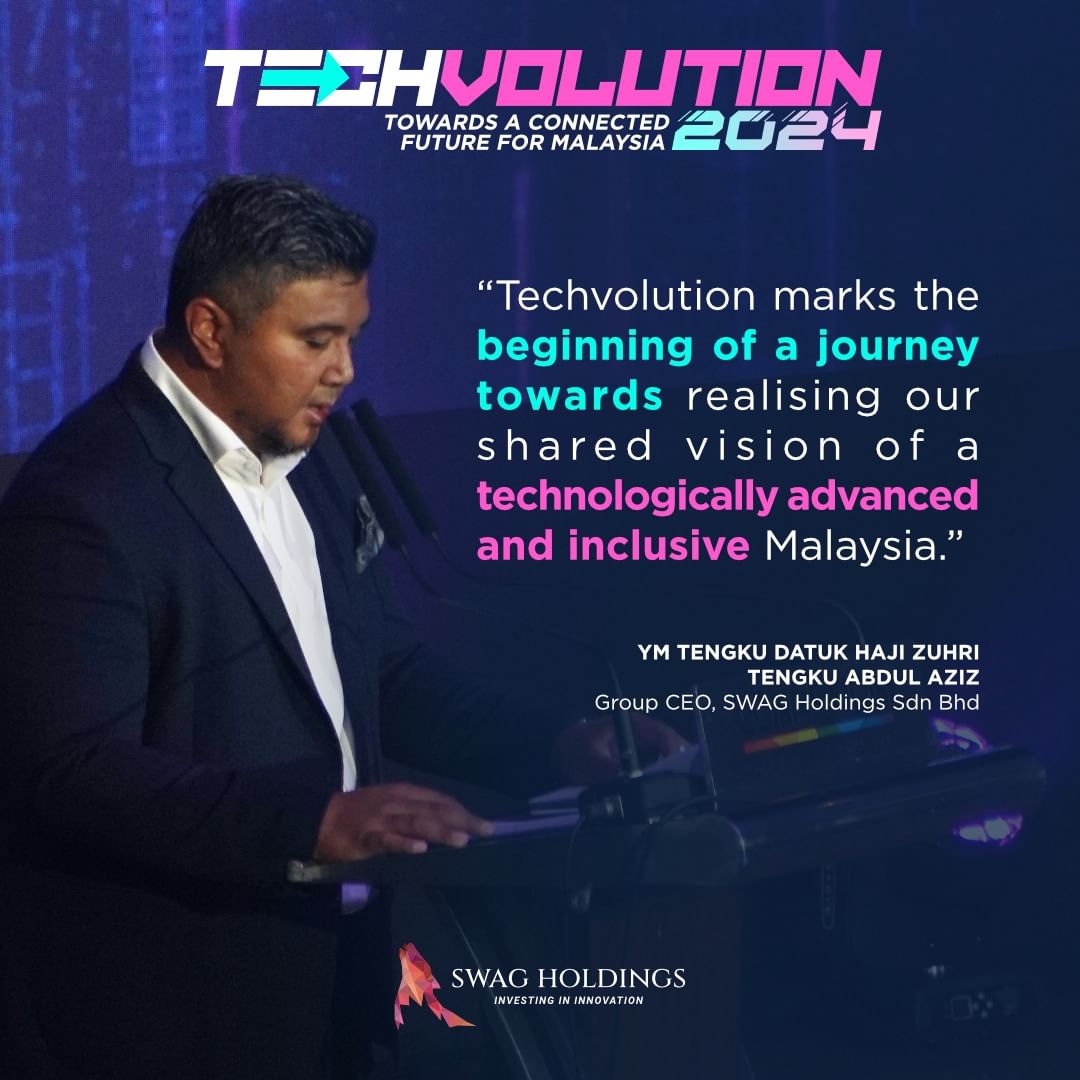 TECHVOLUTION
TOWARDS A CONNECTED
FUTURE FOR MALAYSIA 2024
“Techvolution marks the
beginning of a journey
towards realising our
shared vision of a
technologically advanced
and inclusive Malaysia.”
YM TENGKU DATUK HAJI ZUHRI
TENGKU ABDUL AZIZ
Group CEO, SWAG Holdings Sdn Bhd
SWAG HOLDINGS
INVESTING IN INNOVATION